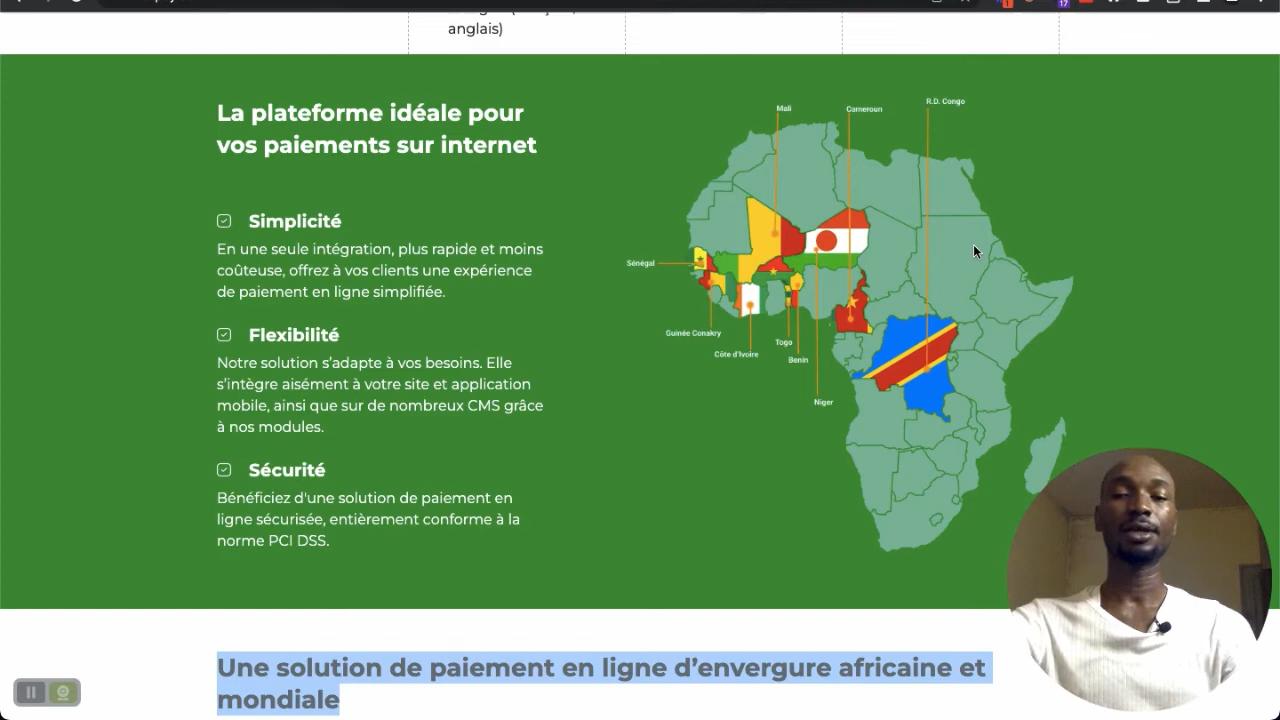 anglais)
La plateforme idéale pour
vos paiements sur internet
Simplicité
En une seule intégration, plus rapide et moins
coûteuse, offrez à vos clients une expérience
de paiement en ligne simplifiée.
Flexibilité
Notre solution s’adapte à vos besoins. Elle
s’intègre aisément à votre site et application
mobile, ainsi que sur de nombreux CMS grâce
à nos modules.
Sécurité
Bénéficiez d'une solution de paiement en
ligne sécurisée, entièrement conforme à la
norme PCI DSS.
Mali
Cameroun
R.D. Congo
Sénégal
Guinée Conakry
Côte d'Ivoire
Togo
Benin
Niger
Une solution de paiement en ligne d’envergure africaine et
mondiale
1
17